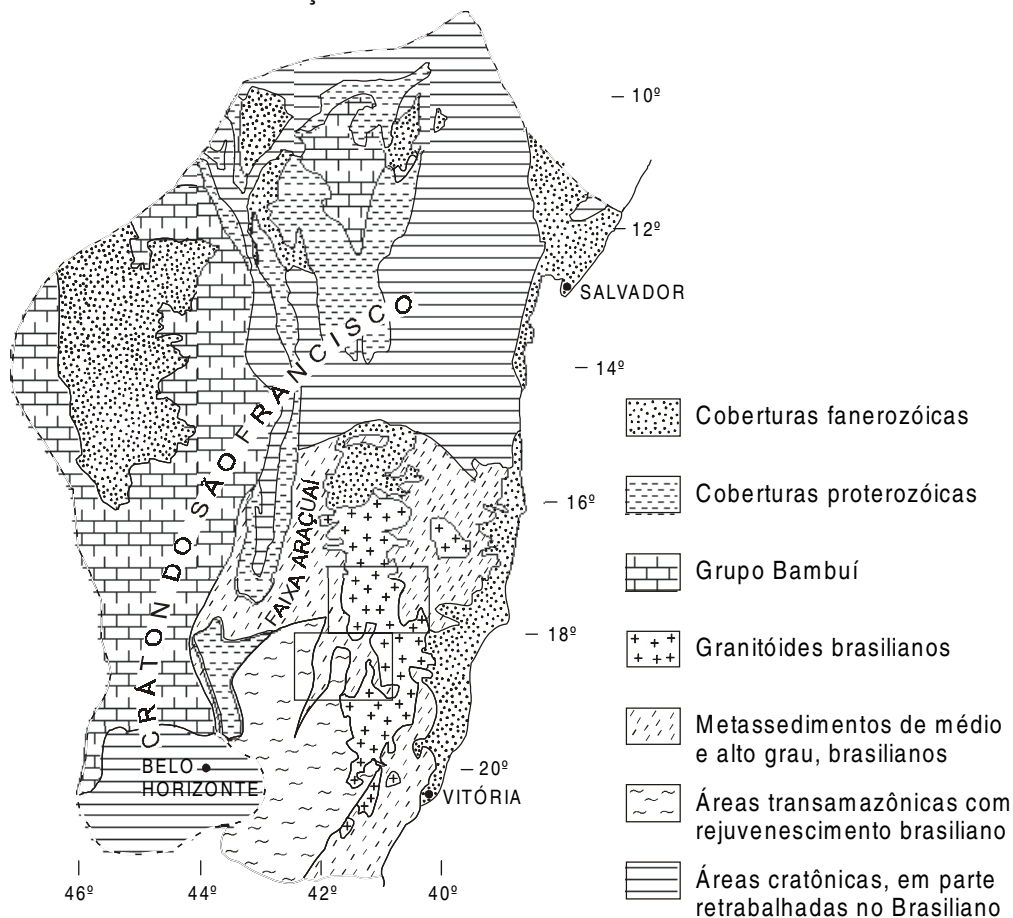 10º
12º
SALVADOR
14º
16º
18º
20º
VITÓRIA
BELO
HORIZONTE
CRÁTON DO SÃO FRANCISCO
FAIXA ARAÇUAÍ
46º
44º
42º
40º
Coberturas fanerozóicas
Coberturas proterozóicas
Grupo Bambuí
Granitóides brasilianos
Metassedimentos de médio
e alto grau, brasilianos
Áreas transamazônicas com
rejuvenescimento brasiliano
Áreas cratônicas, em parte
retrabalhadas no Brasiliano